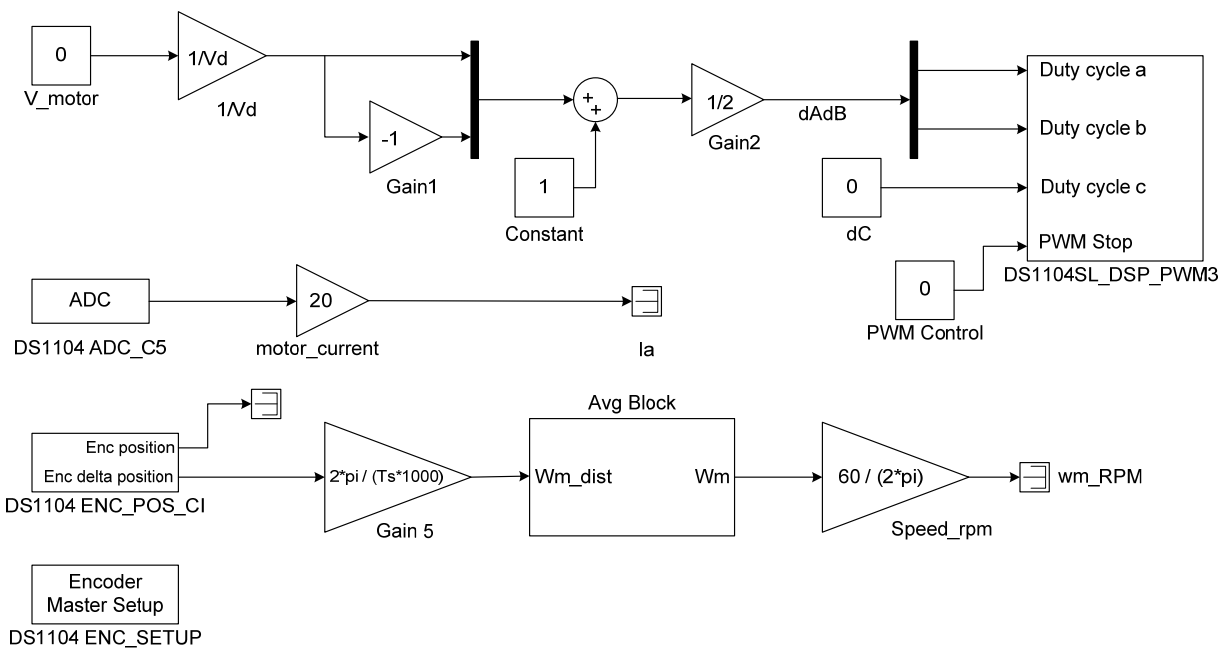 0
V_motor
1/Vd
1/Vd
-1
Gain1
+
+
1
Constant
1/2
Gain2
dAdB
0
dC
Duty cycle a
Duty cycle b
Duty cycle c
PWM Stop
DS1104SL_DSP_PWM3
0
PWM Control
ADC
DS1104 ADC_C5
20
motor_current
Ia
Enc position
Enc delta position
DS1104 ENC_POS_CI
2*pi / (Ts*1000)
Gain 5
Avg Block
Wm_dist
Wm
60 / (2*pi)
Speed_rpm
wm_RPM
Encoder
Master Setup
DS1104 ENC_SETUP